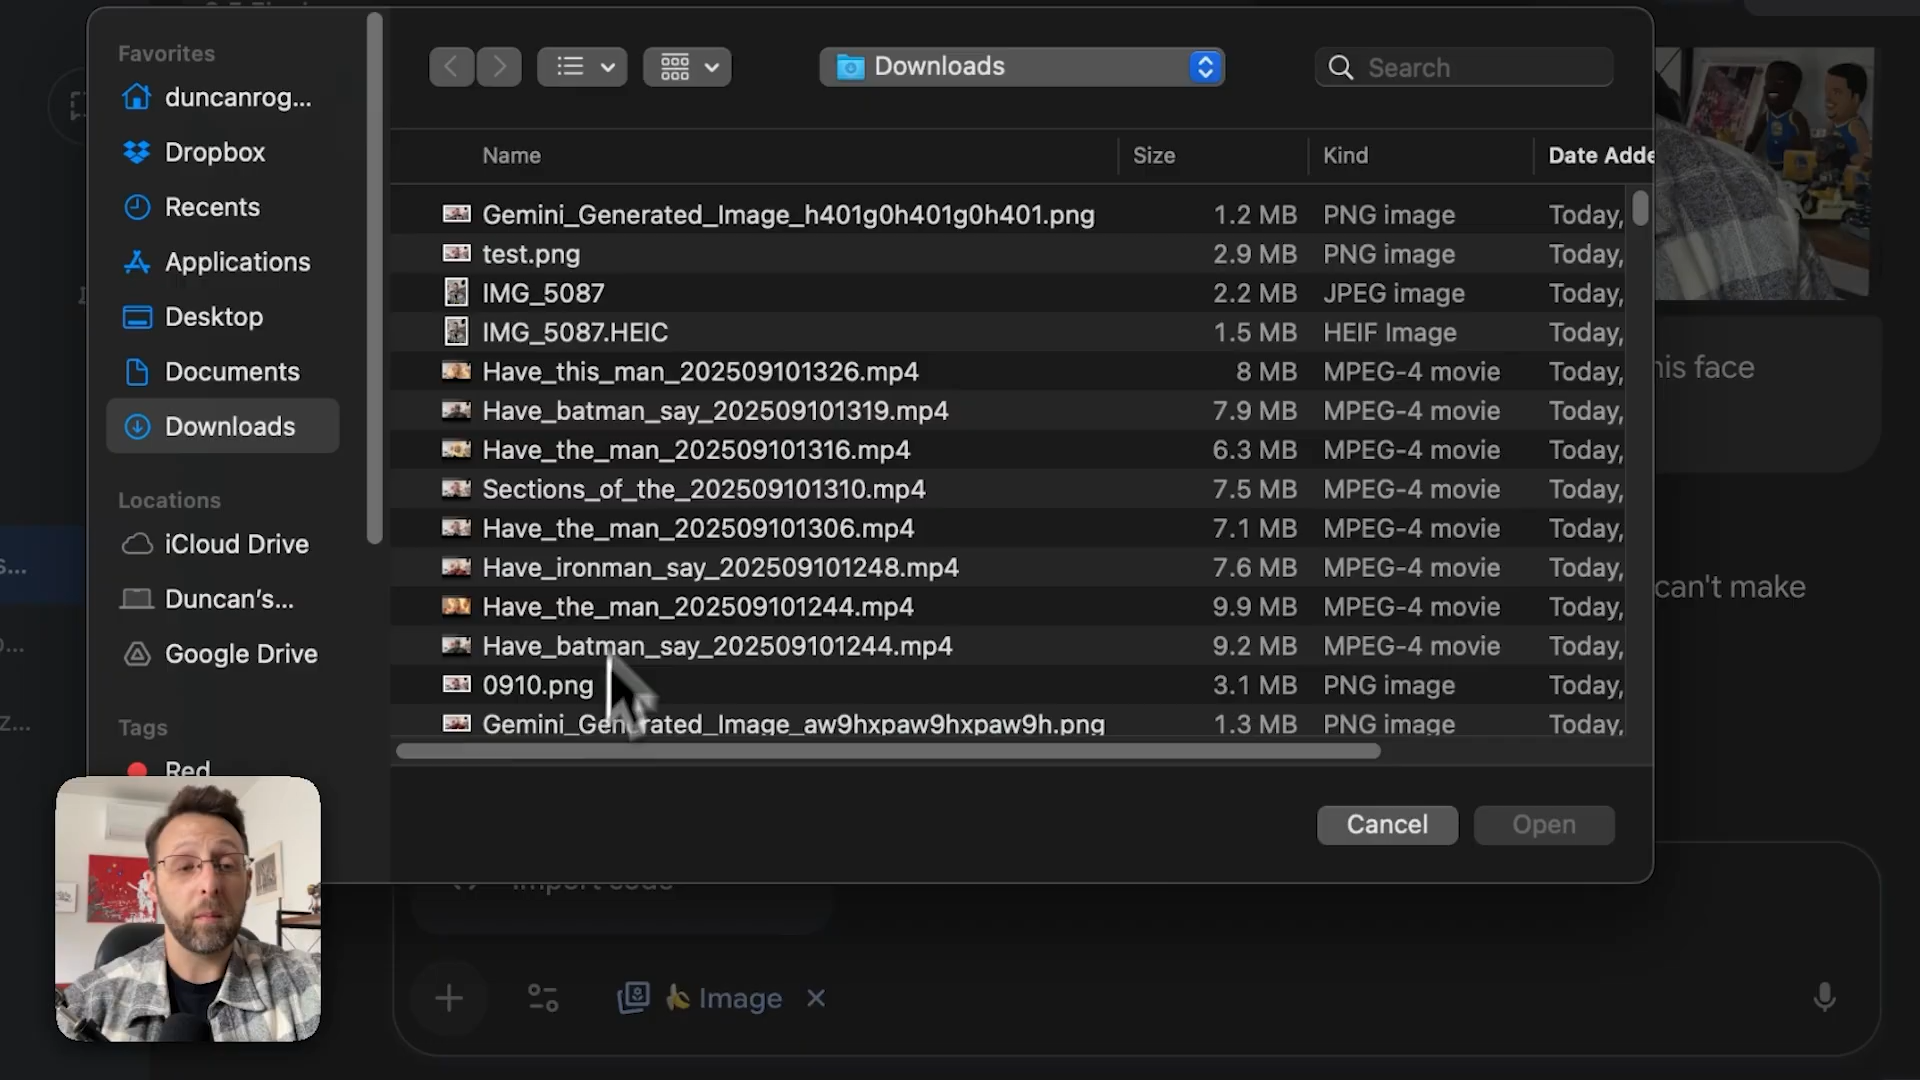 Favorites
duncanrog...
Dropbox
Recents
Applications
Desktop
Documents
Downloads
Locations
iCloud Drive
Duncan's...
Google Drive
Tags
Red
Downloads
Search
Name Size Kind Date Adde
Gemini_Generated_Image_h401g0h401g0h401.png 1.2 MB PNG image Today,
test.png 2.9 MB PNG image Today,
IMG_5087 2.2 MB JPEG image Today,
IMG_5087.HEIC 1.5 MB HEIF Image Today,
Have_this_man_202509101326.mp4 8 MB MPEG-4 movie Today,
Have_batman_say_202509101319.mp4 7.9 MB MPEG-4 movie Today,
Have_the_man_202509101316.mp4 6.3 MB MPEG-4 movie Today,
Sections_of_the_202509101310.mp4 7.5 MB MPEG-4 movie Today,
Have_the_man_202509101306.mp4 7.1 MB MPEG-4 movie Today,
Have_ironman_say_202509101248.mp4 7.6 MB MPEG-4 movie Today,
Have_the_man_202509101244.mp4 9.9 MB MPEG-4 movie Today,
Have_batman_say_202509101244.mp4 9.2 MB MPEG-4 movie Today,
0910.png 3.1 MB PNG image Today,
Gemini_Generated_Image_aw9hxpaw9hxpaw9h.png 1.3 MB PNG image Today,
Cancel Open
his face
can't make
s...
o...
z...
Import code
Image